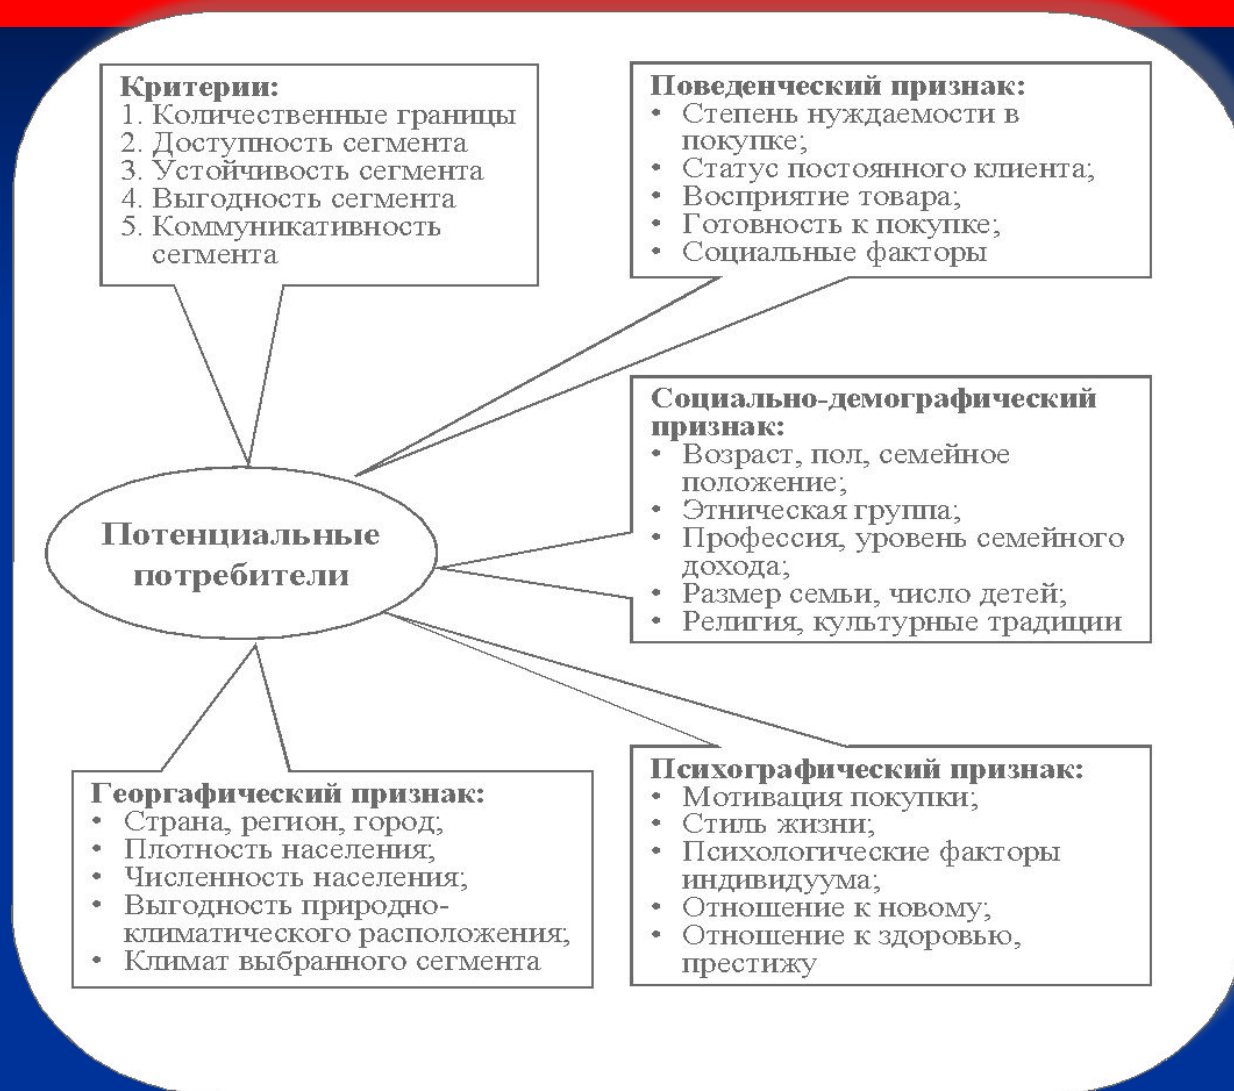 Критерии:
1. Количественные границы
2. Доступность сегмента
3. Устойчивость сегмента
4. Выгодность сегмента
5. Коммуникативность
сегмента
Поведенческий признак:
• Степень нуждаемости в
покупке;
• Статус постоянного клиента;
• Восприятие товара;
• Готовность к покупке;
• Социальные факторы
Социально-демографический
признак:
• Возраст, пол, семейное
положение;
• Этническая группа;
• Профессия, уровень семейного
дохода;
• Размер семьи, число детей;
• Религия, культурные традиции
Потенциальные
потребители
Георгафический признак:
• Страна, регион, город;
• Плотность населения;
• Численность населения;
• Выгодность природно-
климатического расположения;
• Климат выбранного сегмента
Психографический признак:
• Мотивация покупки;
• Стиль жизни;
• Психологические факторы
индивидуума;
• Отношение к новому;
• Отношение к здоровью,
престижу